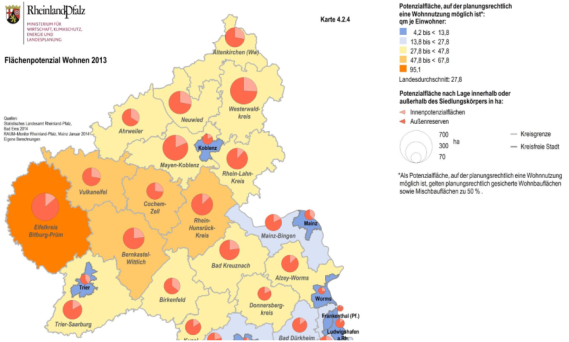 RheinlandPfalz
MINISTERIUM FÜR
WIRTSCHAFT, KLIMASCHUTZ,
ENERGIE UND
LANDESPLANUNG
Karte 4.2.4
Flächenpotenzial Wohnen 2013
Quellen:
Statistisches Landesamt Rheinland-Pfalz,
Bad Ems 2014
RAUM+Monitor Rheinland-Pfalz, Mainz Januar 2014
Eigene Berechnungen
Potenzialfläche, auf der planungsrechtlich
eine Wohnnutzung möglich ist*:
qm je Einwohner:
4,2 bis < 13,8
13,8 bis < 27,8
27,8 bis < 47,8
47,8 bis < 67,8
95,1
Landesdurchschnitt: 27,8
Potenzialfläche nach Lage innerhalb oder
außerhalb des Siedlungskörpers in ha:
Innenpotenzialflächen
Außenreserven
700
300
70
ha
Kreisgrenze
Kreisfreie Stadt
*Als Potenzialfläche, auf der planungsrechtlich eine Wohnnutzung
möglich ist, gelten planungsrechtlich gesicherte Wohnbauflächen
sowie Mischbauflächen zu 50 % .
Altenkirchen (Ww)
Westerwald-
kreis
Neuwied
Ahrweiler
Koblenz
Mayen-Koblenz
Rhein-Lahn-
Kreis
Vulkaneifel
Cochem-
Zell
Rhein-
Hunsrück-
Kreis
Eifelkreis
Bitburg-Prüm
Mainz
Mainz-Bingen
Bernkastel-
Wittlich
Bad Kreuznach
Alzey-Worms
Trier
Birkenfeld
Worms
Donnersberg-
kreis
Frankenthal (Pf.)
Trier-Saarburg
Ludwigshafen
Bad Dürkheim
Kusel